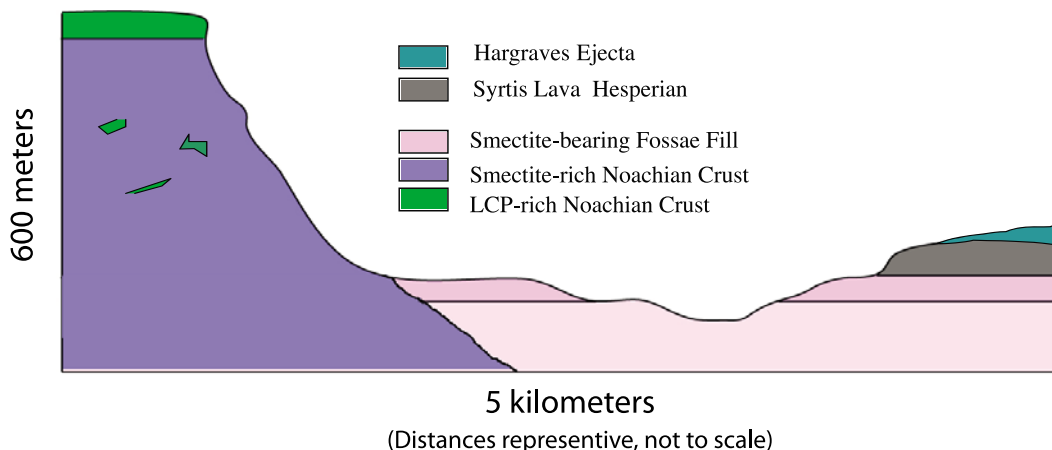 Hargraves Ejecta
Syrtis Lava Hesperian
Smectite-bearing Fossae Fill
Smectite-rich Noachian Crust
LCP-rich Noachian Crust
600 meters
5 kilometers
(Distances representive, not to scale)